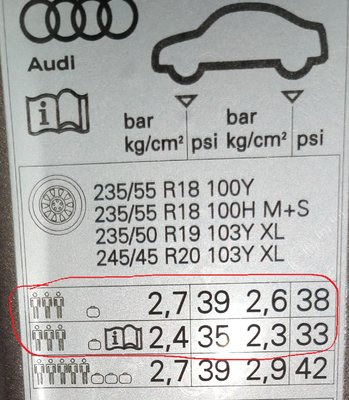 Audi
i
bar bar
kg/cm² psi kg/cm² psi
235/55 R18 100Y
235/55 R18 100H M+S
235/50 R19 103Y XL
245/45 R20 103Y XL
2,7 39 2,6 38
i 2,4 35 2,3 33
2,7 39 2,9 42